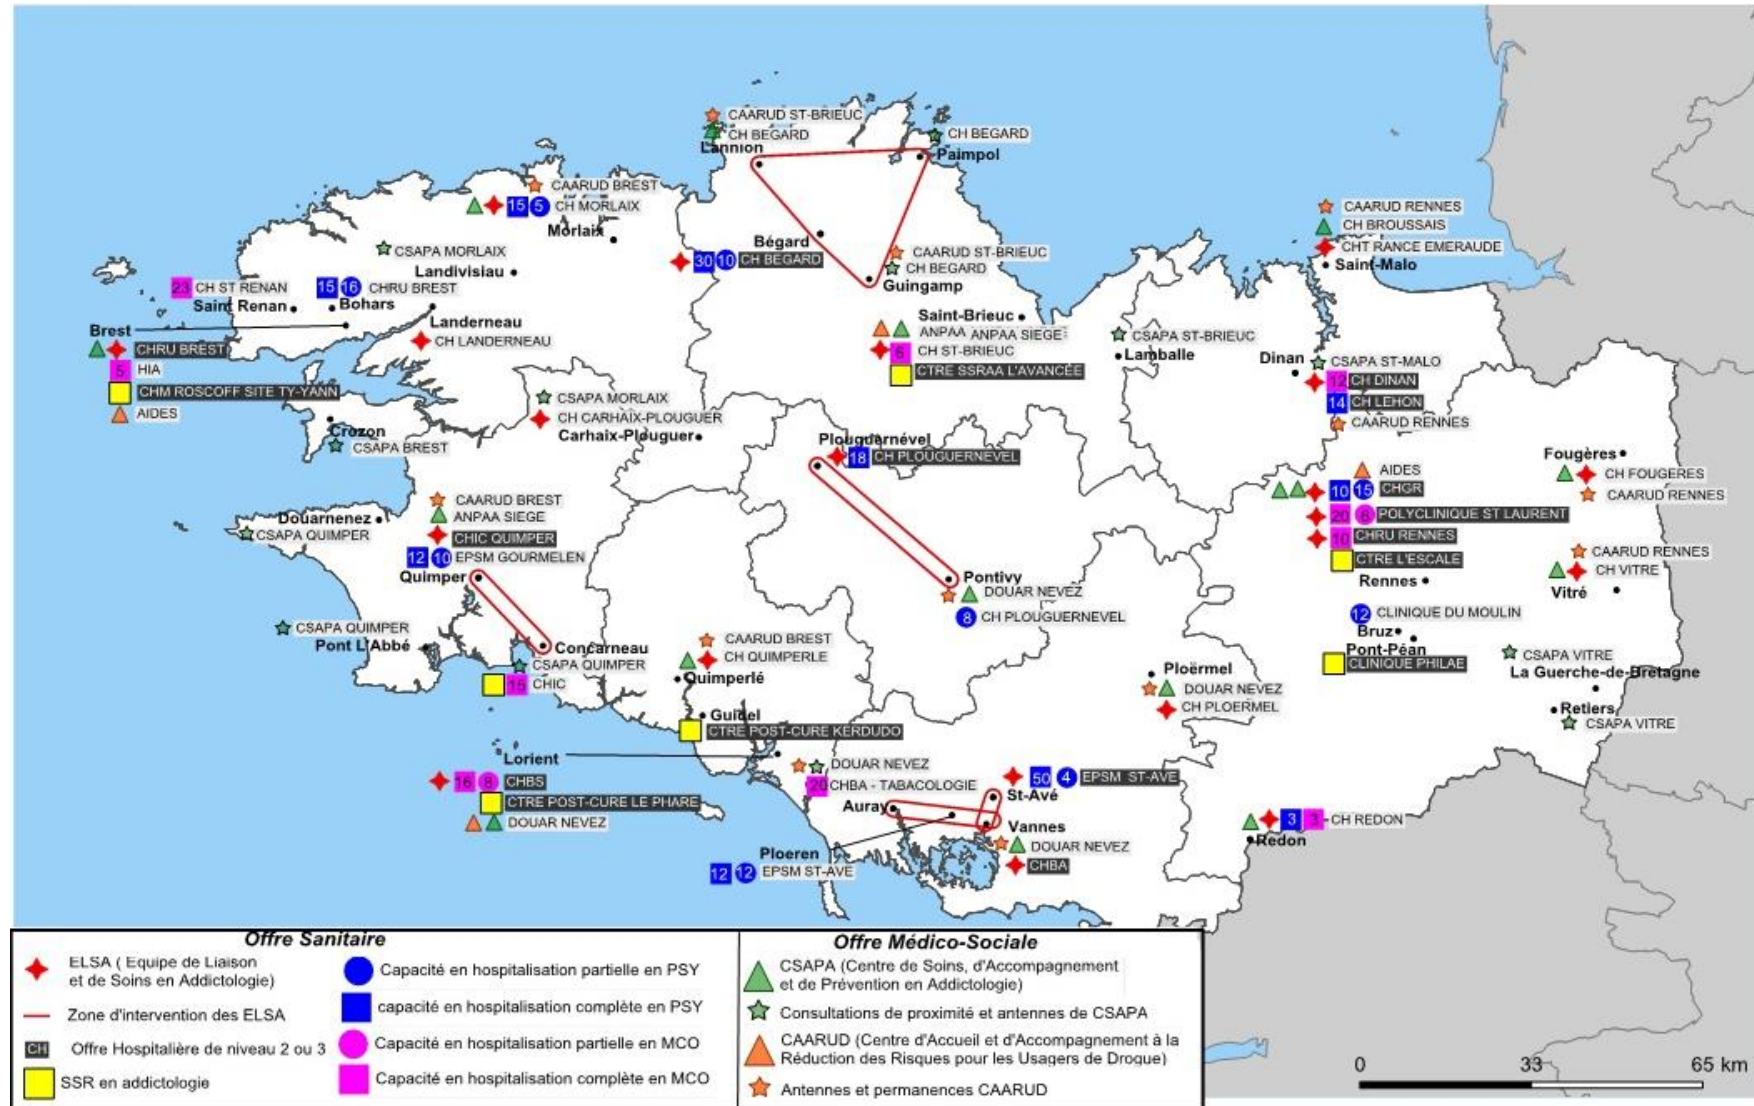 CAARUD ST-BRIEUC
CH BEGARD
Lannion
CH BEGARD
Paimpol
CAARUD BREST
15 5 CH MORLAIX
Morlaix
CSAPA MORLAIX
Landivisiau
Bégard
30 10 CH BEGARD
CAARUD ST-BRIEUC
CH BEGARD
Guingamp
CAARUD RENNES
CH BROUSSAIS
CHT RANCE EMERAUDE
Saint-Malo
23 CH ST RENAN
Saint Renan
15 16 CHRU BREST
Bohars
Brest
CHRU BREST
5 HIA
CHM ROSCOFF SITE TY-YANN
AIDES
Landerneau
CH LANDERNEAU
Saint-Brieuc
ANPAA ANPAA SIEGE
6 CH ST-BRIEUC
CTRE SSRAA L'AVANCÉE
CSAPA ST-BRIEUC
Lamballe
Dinan
CSAPA ST-MALO
12 CH DINAN
14 CH LEHON
CAARUD RENNES
CSAPA MORLAIX
CH CARHAIX-PLOUGUER
Carhaix-Plouguer
Crozon
CSAPA BREST
Plouguernével
18 CH PLOUGUERNEVEL
Fougères
CH FOUGERES
CAARUD RENNES
AIDES
10 15 CHGR
20 6 POLYCLINIQUE ST LAURENT
10 CHRU RENNES
CTRE L'ESCALE
Rennes
CAARUD BREST
ANPAA SIEGE
CHIC QUIMPER
12 10 EPSM GOURMELEN
Quimper
Douarnenez
CSAPA QUIMPER
CAARUD RENNES
CH VITRE
Vitré
Pontivy
DOUAR NEVEZ
8 CH PLOUGUERNEVEL
12 CLINIQUE DU MOULIN
Bruz
Pont-Péan
CLINIQUE PHILAE
CSAPA QUIMPER
Pont L'Abbé
Concarneau
CSAPA QUIMPER
15 CHIC
CAARUD BREST
CH QUIMPERLE
Quimperlé
Guidel
CTRE POST-CURE KERDUDO
Ploërmel
DOUAR NEVEZ
CH PLOERMEL
CSAPA VITRE
La Guerche-de-Bretagne
Retiers
CSAPA VITRE
Lorient
16 8 CHBS
CTRE POST-CURE LE PHARE
DOUAR NEVEZ
DOUAR NEVEZ
20 CHBA - TABACOLOGIE
Auray
50 4 EPSM ST-AVE
St-Avé
Vannes
DOUAR NEVEZ
CHBA
Ploeren
12 12 EPSM ST-AVE
3 3 CH REDON
Redon
Offre Sanitaire
ELSA ( Equipe de Liaison
et de Soins en Addictologie)
Zone d'intervention des ELSA
CH Offre Hospitalière de niveau 2 ou 3
SSR en addictologie
Capacité en hospitalisation partielle en PSY
capacité en hospitalisation complète en PSY
Capacité en hospitalisation partielle en MCO
Capacité en hospitalisation complète en MCO
Offre Médico-Sociale
CSAPA (Centre de Soins, d'Accompagnement
et de Prévention en Addictologie)
Consultations de proximité et antennes de CSAPA
CAARUD (Centre d'Accueil et d'Accompagnement à la
Réduction des Risques pour les Usagers de Drogue)
Antennes et permanences CAARUD
0 33 65 km